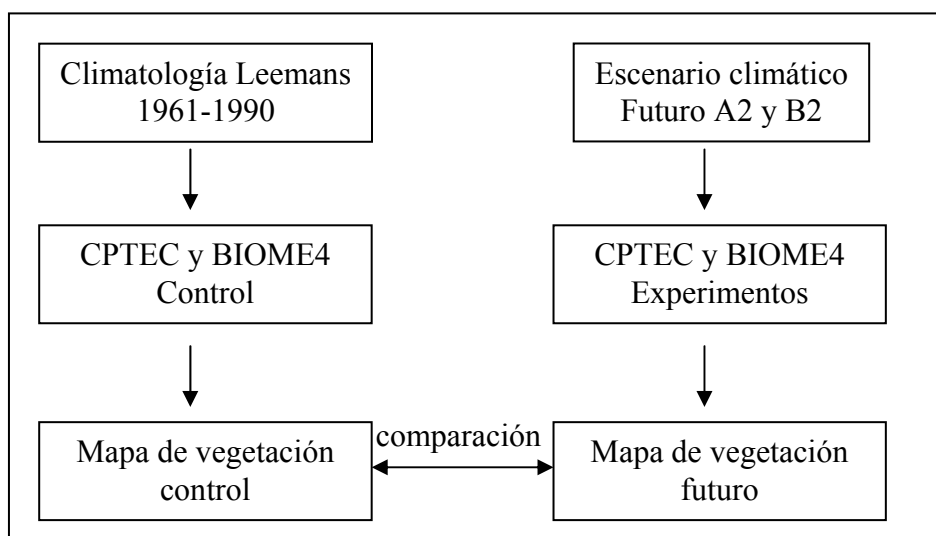 Climatología Leemans
1961-1990
Escenario climático
Futuro A2 y B2
CPTEC y BIOME4
Control
CPTEC y BIOME4
Experimentos
Mapa de vegetación
control
comparación
Mapa de vegetación
futuro